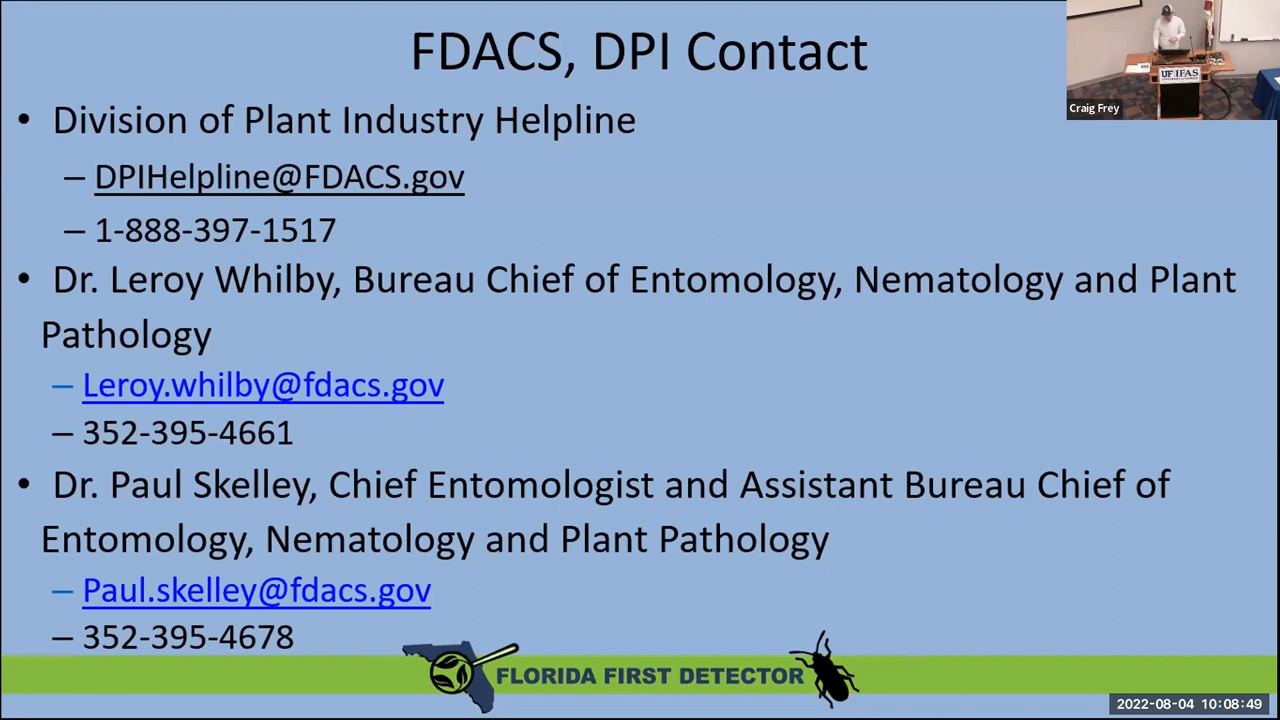 FDACS, DPI Contact
• Division of Plant Industry Helpline
– DPIHelpline@FDACS.gov
– 1-888-397-1517
• Dr. Leroy Whilby, Bureau Chief of Entomology, Nematology and Plant
Pathology
– Leroy.whilby@fdacs.gov
– 352-395-4661
• Dr. Paul Skelley, Chief Entomologist and Assistant Bureau Chief of
Entomology, Nematology and Plant Pathology
– Paul.skelley@fdacs.gov
– 352-395-4678
FLORIDA FIRST DETECTOR
UF IFAS
Craig Frey
2022-08-04 10:08:49